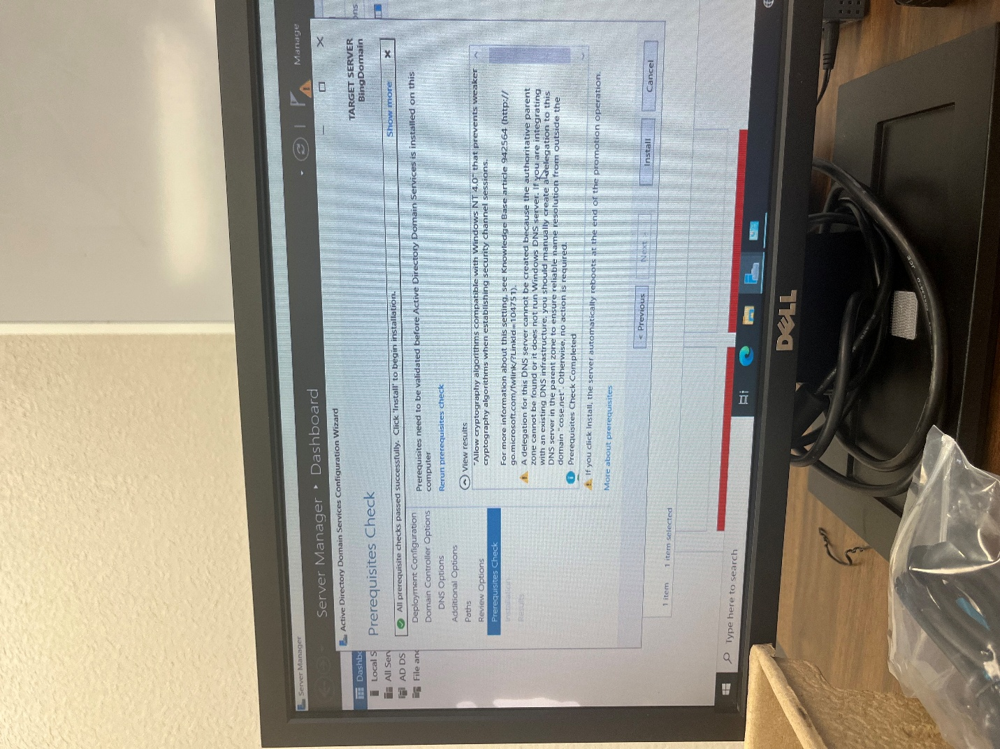 Server Manager
Server Manager • Dashboard
Manage
Active Directory Domain Services Configuration Wizard
Prerequisites Check
TARGET SERVER
BingDomain
All prerequisite checks passed successfully. Click 'Install' to begin installation.
Show more
Deployment Configuration
Domain Controller Options
DNS Options
Additional Options
Paths
Review Options
Prerequisites Check
Installation
Results
Prerequisites need to be validated before Active Directory Domain Services is installed on this
computer
Rerun prerequisites check
View results
"Allow cryptography algorithms compatible with Windows NT 4.0" that prevents weaker
cryptography algorithms when establishing security channel sessions.
For more information about this setting, see Knowledge Base article 942564 (http://
go.microsoft.com/fwlink/?LinkId=104751).
A delegation for this DNS server cannot be created because the authoritative parent
zone cannot be found or it does not run Windows DNS server. If you are integrating
with an existing DNS infrastructure, you should manually create a delegation to this
DNS server in the parent zone to ensure reliable name resolution from outside the
domain "cose.net". Otherwise, no action is required.
Prerequisites Check Completed
If you click Install, the server automatically reboots at the end of the promotion operation.
More about prerequisites
< Previous
Next >
Install
Cancel
Dashbo
Local S
All Ser
AD DS
File and
1 item
1 item selected
Type here to search
DELL